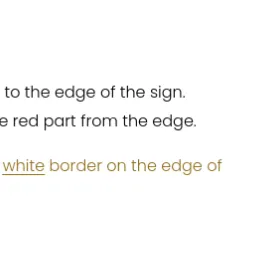 to the edge of the sign.
e red part from the edge.
white border on the edge of